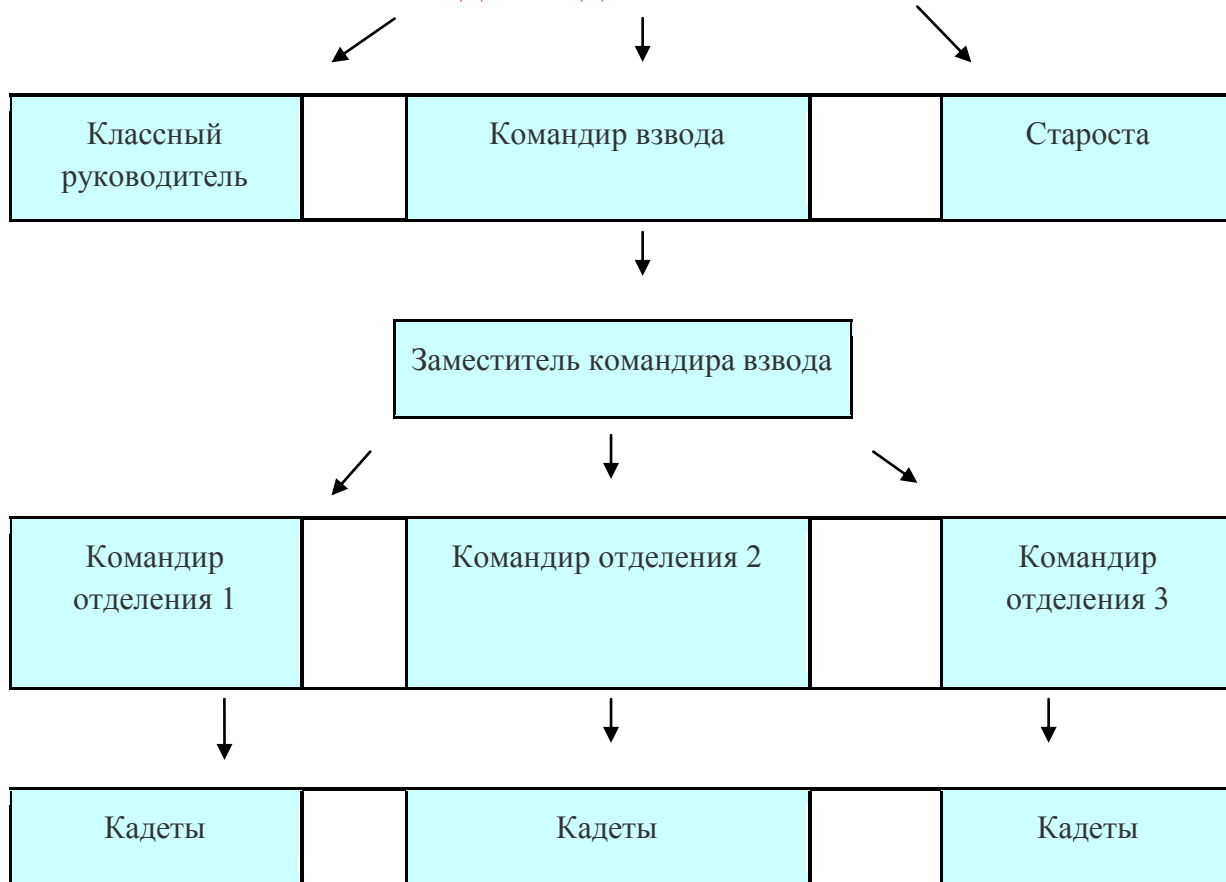 Классный Командир взвода Староста
руководитель
Заместитель командира взвода
Командир Командир отделения 2 Командир
отделения 1 отделения 3
Кадеты Кадеты Кадеты